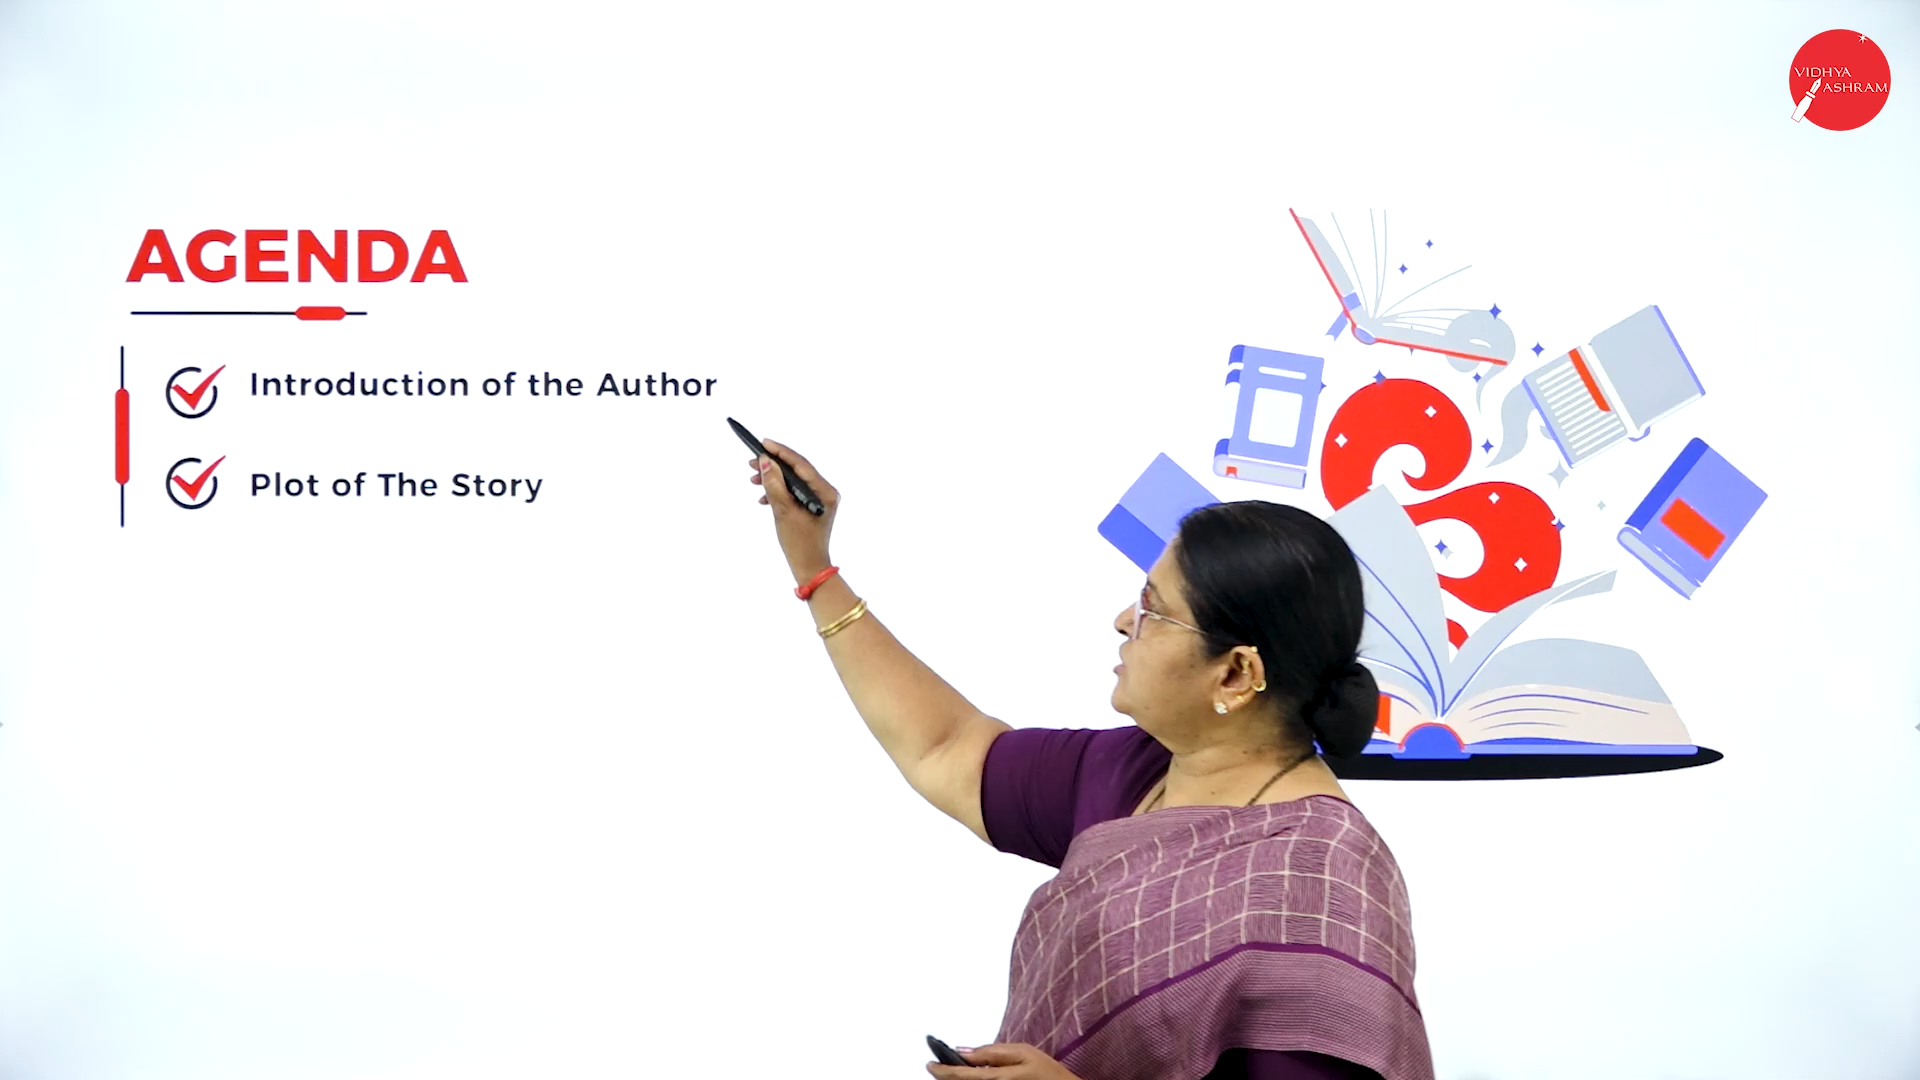 VIDHYA
ASHRAM
AGENDA
Introduction of the Author
Plot of The Story